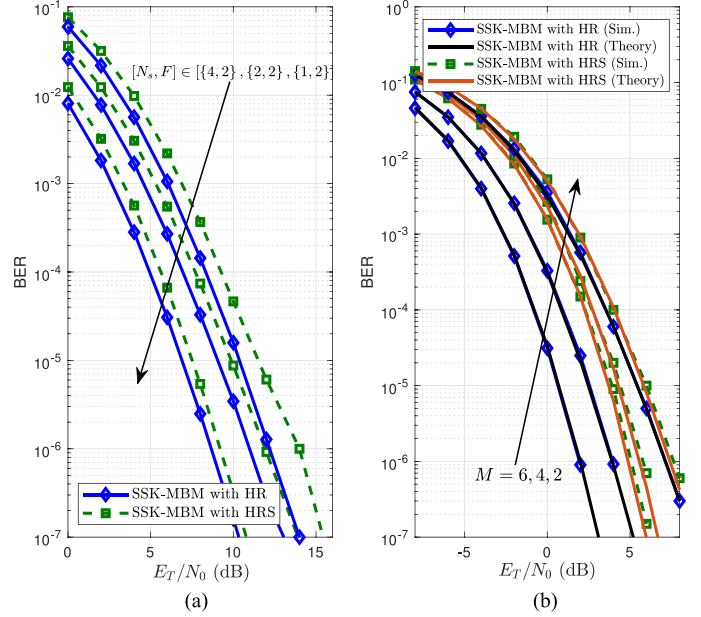 [N_s, F] ∈ [{4, 2}, {2, 2}, {1, 2}]
10^-1
10^-2
10^-3
10^-4
10^-5
10^-6
10^-7
BER
SSK-MBM with HR
SSK-MBM with HRS
0 5 10 15
E_T/N_0 (dB)
(a)
SSK-MBM with HR (Sim.)
SSK-MBM with HR (Theory)
SSK-MBM with HRS (Sim.)
SSK-MBM with HRS (Theory)
10^0
10^-1
10^-2
10^-3
10^-4
10^-5
10^-6
10^-7
BER
M = 6, 4, 2
-5 0 5
E_T/N_0 (dB)
(b)